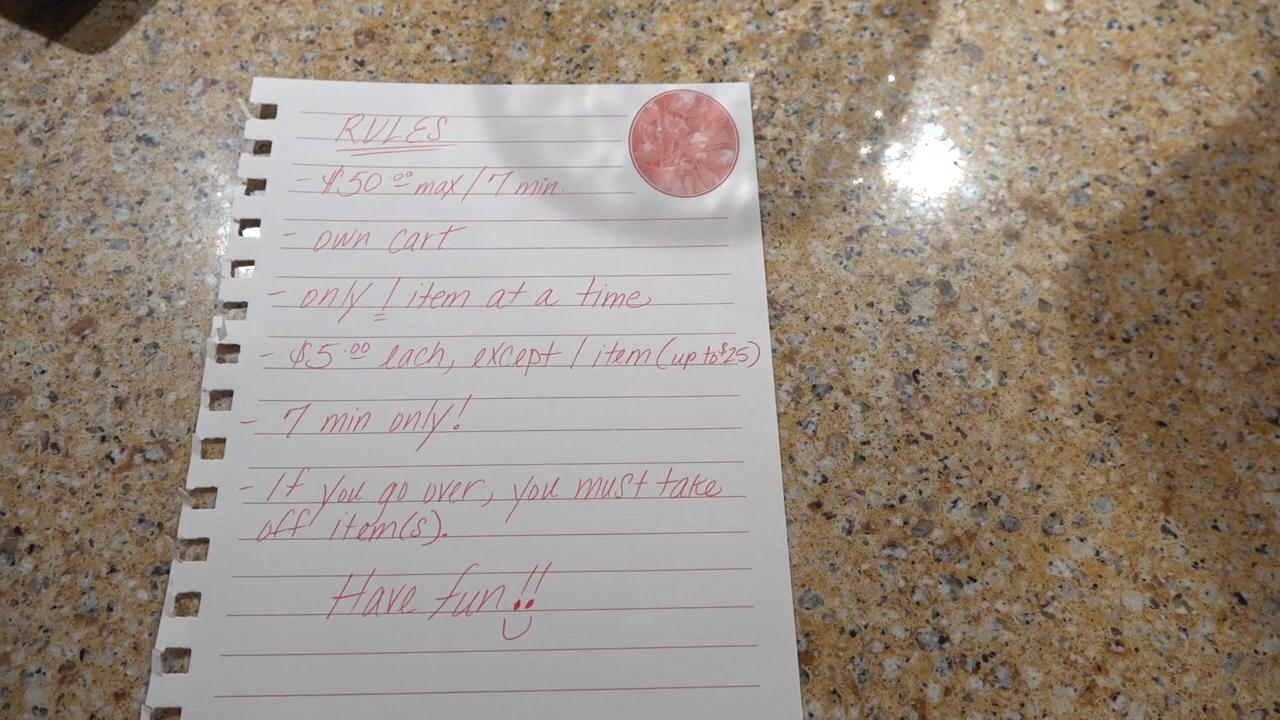 RULES
- $50.00 max/7 min.
- own cart
- only 1 item at a time
- $5.00 each, except 1 item (up to $25)
- 7 min only!
- If you go over, you must take
off item(s).
Have fun!!